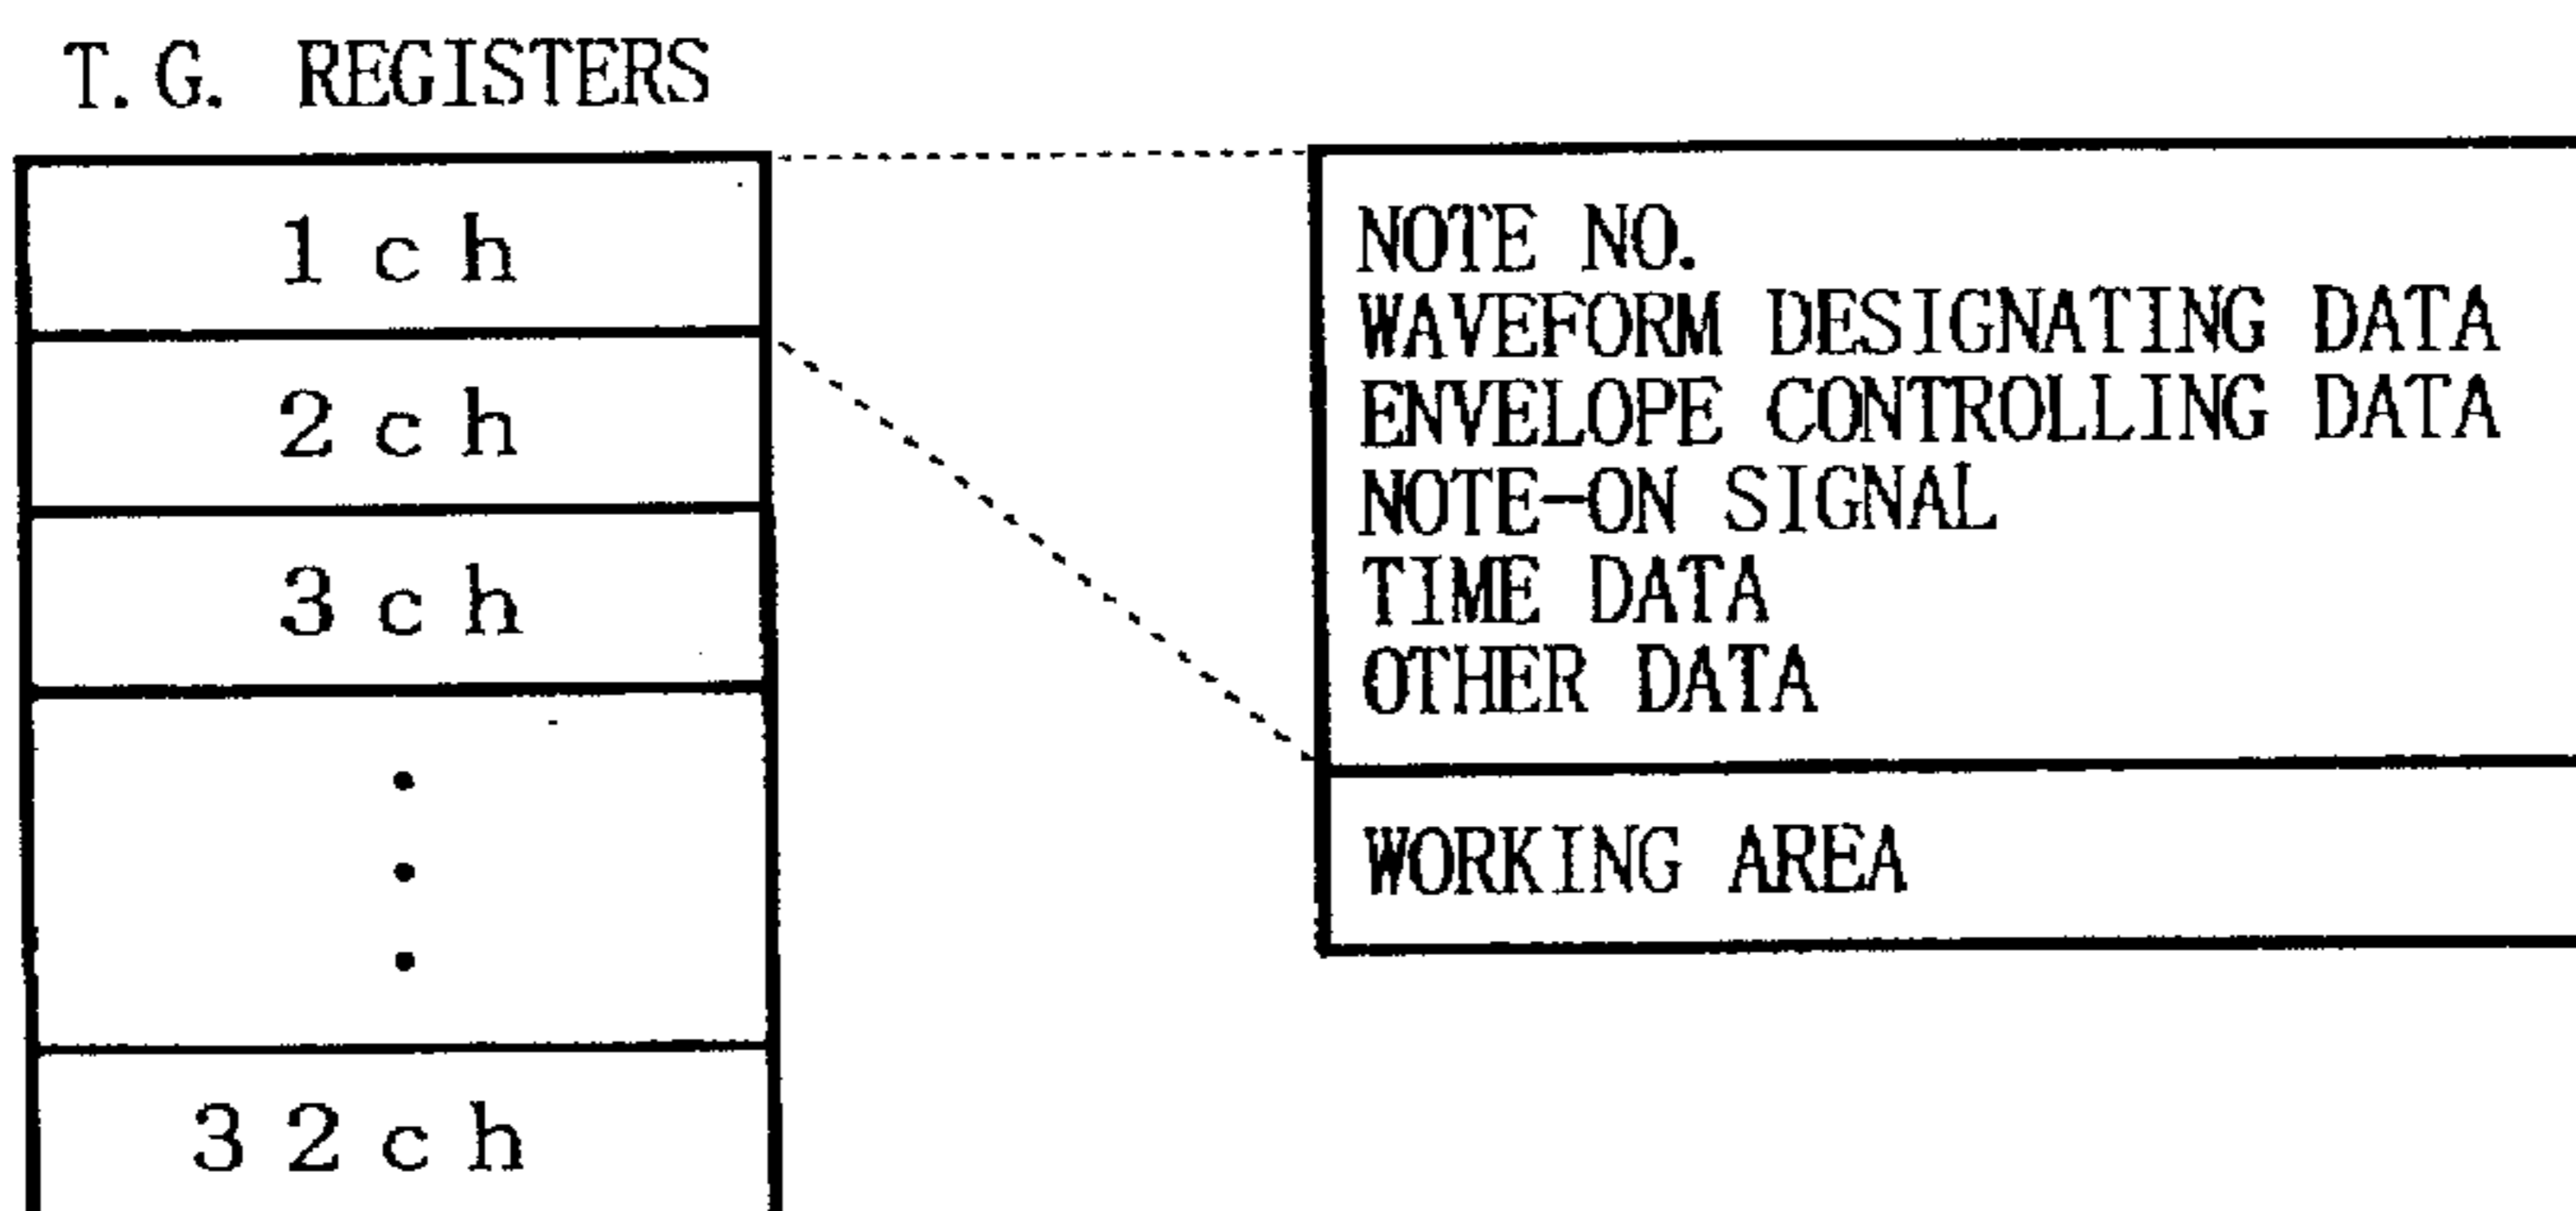 T.G. REGISTERS
1ch
2ch
3ch
32ch
NOTE NO.
WAVEFORM DESIGNATING DATA
ENVELOPE CONTROLLING DATA
NOTE-ON SIGNAL
TIME DATA
OTHER DATA
WORKING AREA